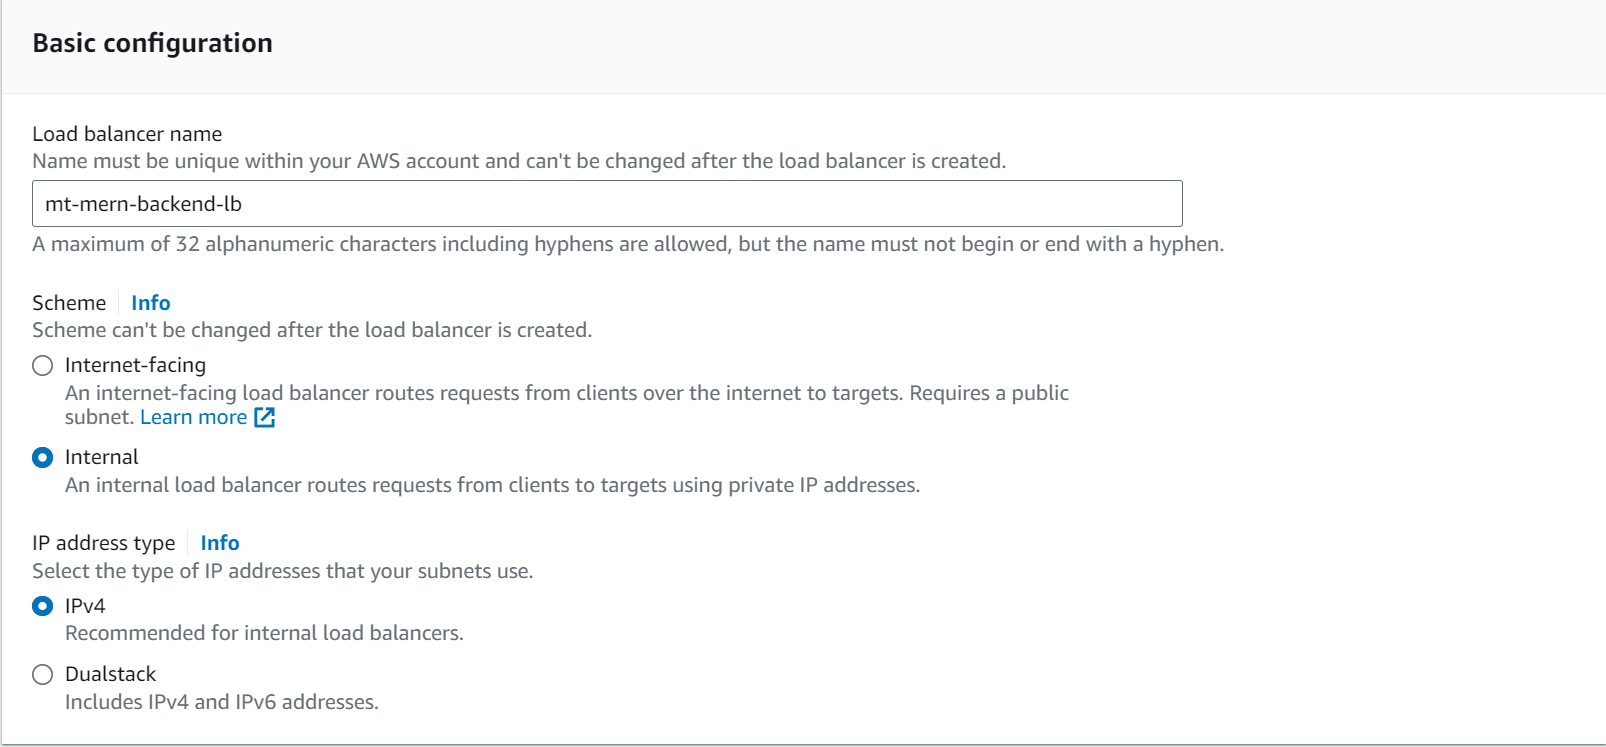 Basic configuration
Load balancer name
Name must be unique within your AWS account and can't be changed after the load balancer is created.
mt-mern-backend-lb
A maximum of 32 alphanumeric characters including hyphens are allowed, but the name must not begin or end with a hyphen.
Scheme Info
Scheme can't be changed after the load balancer is created.
Internet-facing
An internet-facing load balancer routes requests from clients over the internet to targets. Requires a public
subnet. Learn more
Internal
An internal load balancer routes requests from clients to targets using private IP addresses.
IP address type Info
Select the type of IP addresses that your subnets use.
IPv4
Recommended for internal load balancers.
Dualstack
Includes IPv4 and IPv6 addresses.